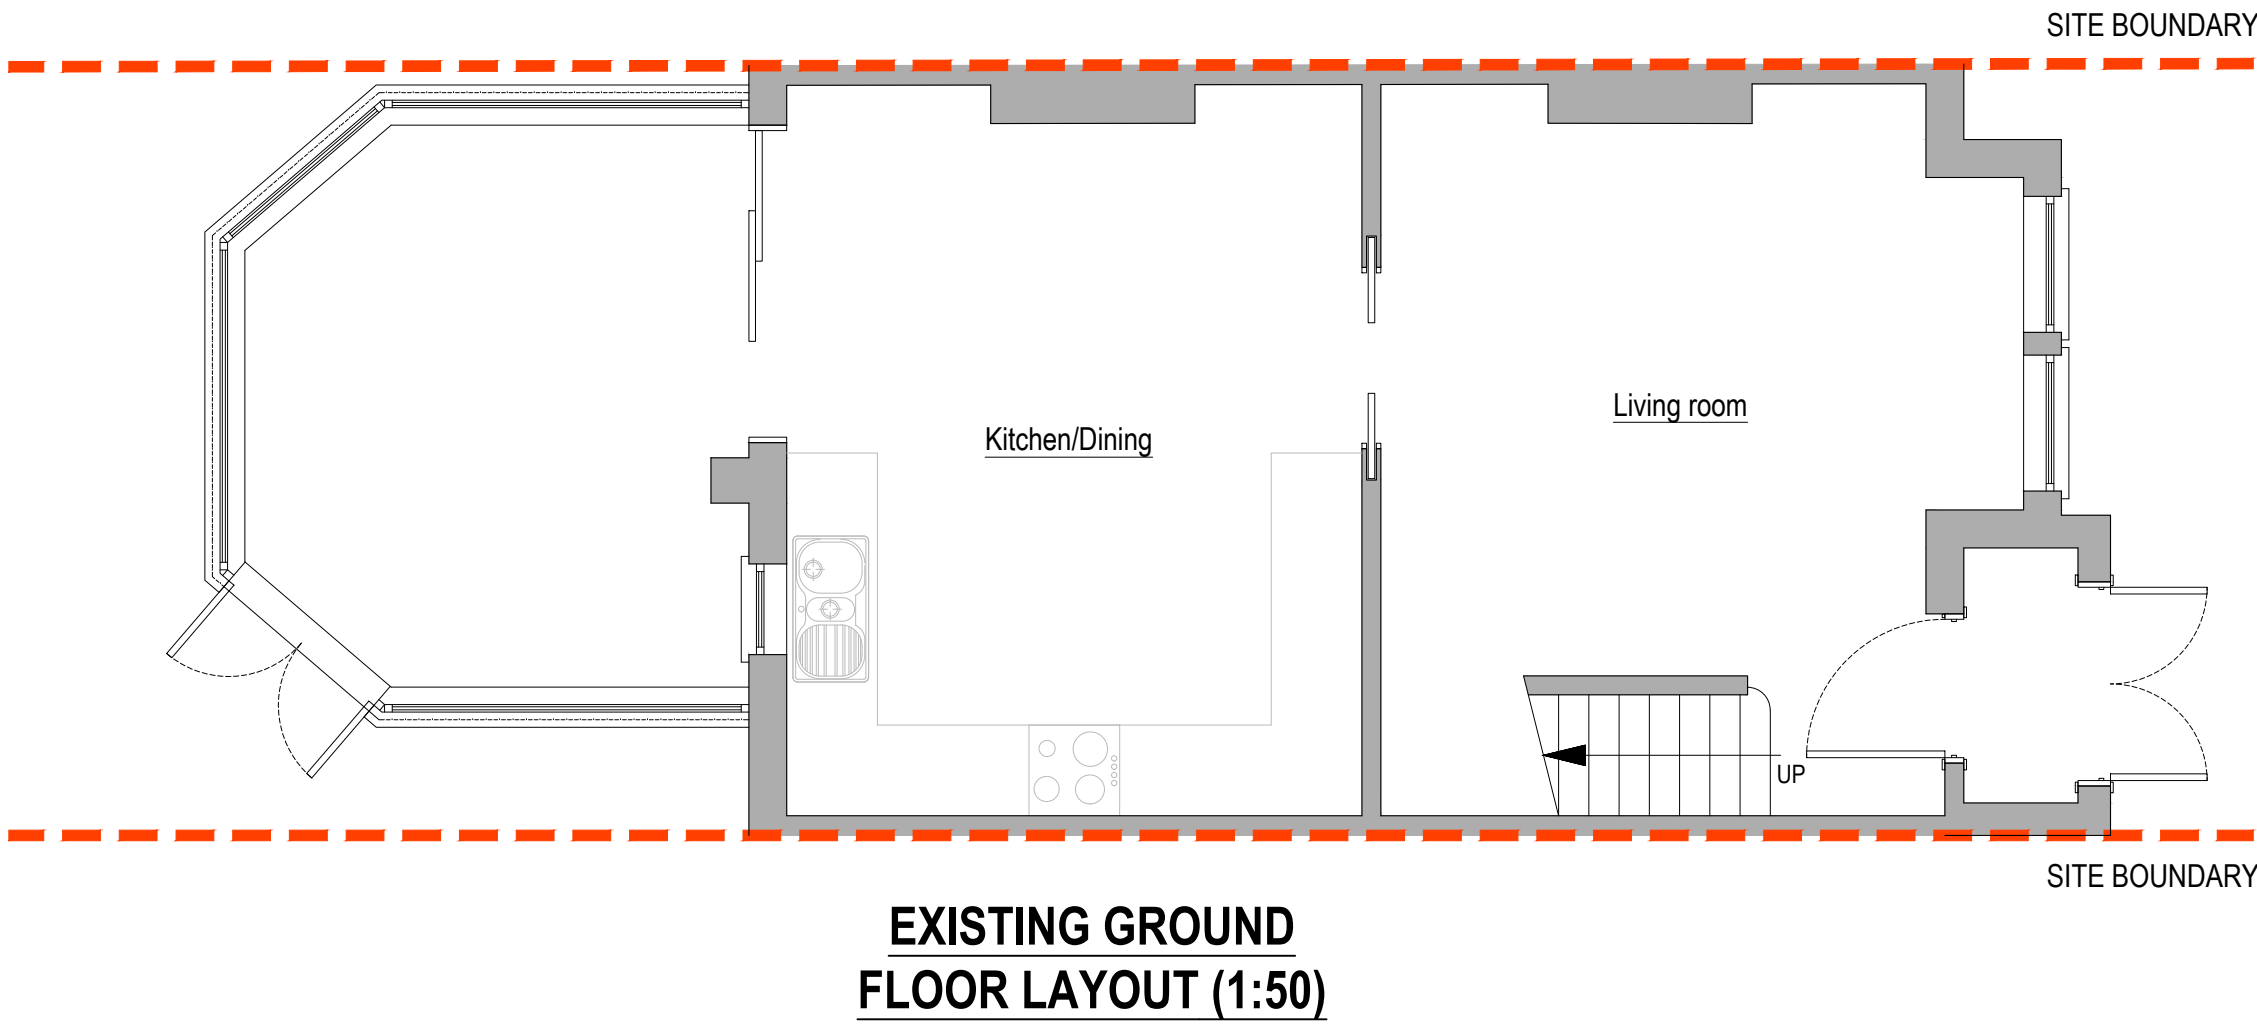 SITE BOUNDARY
Living room
Kitchen/Dining
UP
SITE BOUNDARY
EXISTING GROUND
FLOOR LAYOUT (1:50)